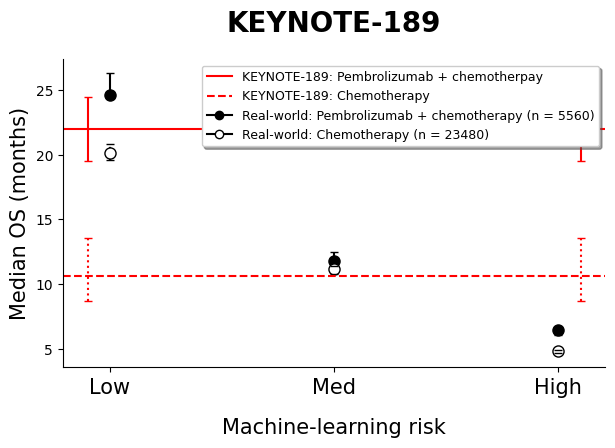 KEYNOTE-189
KEYNOTE-189: Pembrolizumab + chemotherpay
KEYNOTE-189: Chemotherapy
Real-world: Pembrolizumab + chemotherapy (n = 5560)
Real-world: Chemotherapy (n = 23480)
Median OS (months)
25
20
15
10
5
Low Med High
Machine-learning risk